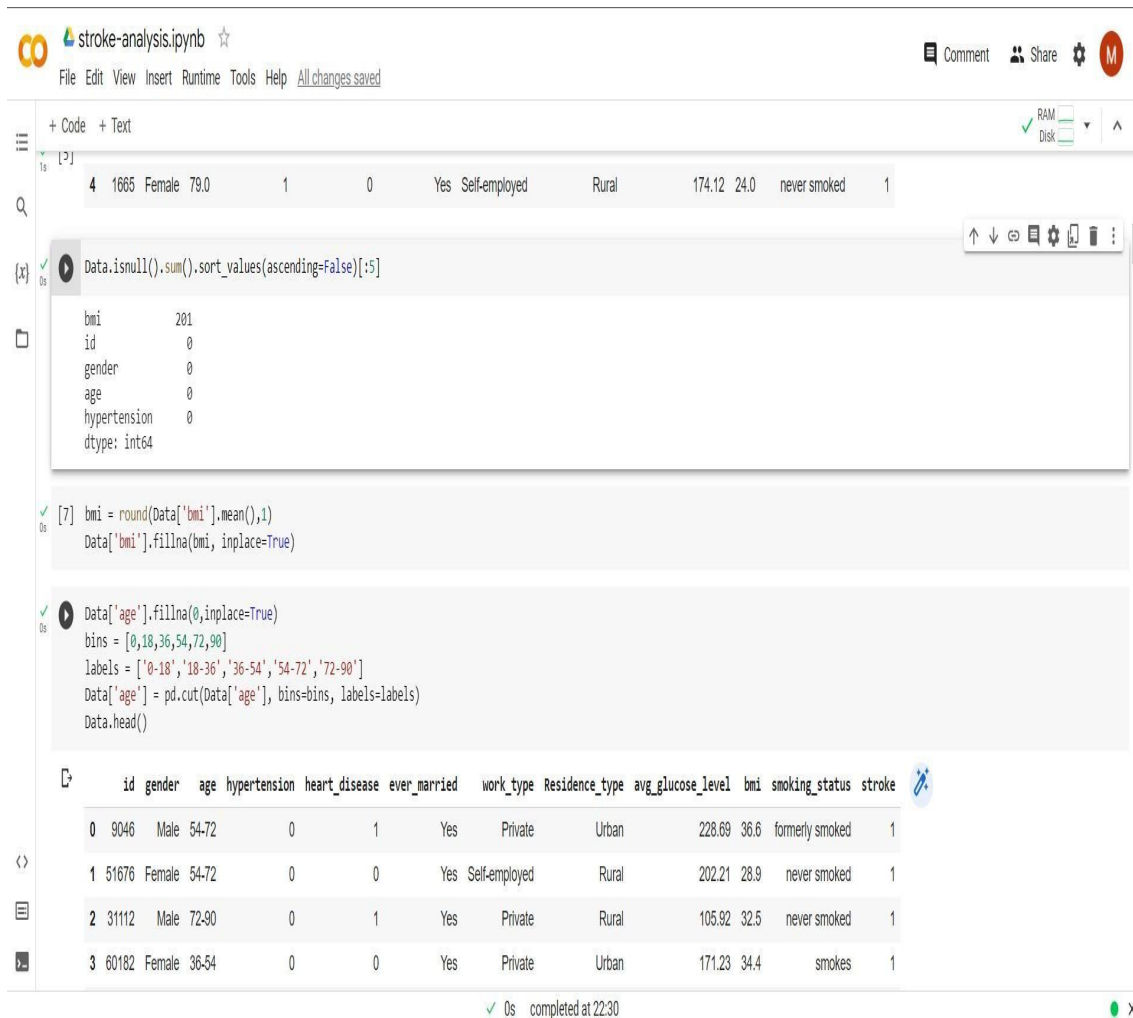 stroke-analysis.ipynb
Comment Share M
File Edit View Insert Runtime Tools Help All changes saved
+ Code + Text
RAM
Disk
1s [5]
4 1665 Female 79.0 1 0 Yes Self-employed Rural 174.12 24.0 never smoked 1
{x} 0s Data.isnull().sum().sort_values(ascending=False)[:5]
bmi 201
id 0
gender 0
age 0
hypertension 0
dtype: int64
0s [7] bmi = round(Data['bmi'].mean(),1)
Data['bmi'].fillna(bmi, inplace=True)
0s Data['age'].fillna(0,inplace=True)
bins = [0,18,36,54,72,90]
labels = ['0-18','18-36','36-54','54-72','72-90']
Data['age'] = pd.cut(Data['age'], bins=bins, labels=labels)
Data.head()
id gender age hypertension heart_disease ever_married work_type Residence_type avg_glucose_level bmi smoking_status stroke
0 9046 Male 54-72 0 1 Yes Private Urban 228.69 36.6 formerly smoked 1
1 51676 Female 54-72 0 0 Yes Self-employed Rural 202.21 28.9 never smoked 1
2 31112 Male 72-90 0 1 Yes Private Rural 105.92 32.5 never smoked 1
3 60182 Female 36-54 0 0 Yes Private Urban 171.23 34.4 smokes 1
0s completed at 22:30